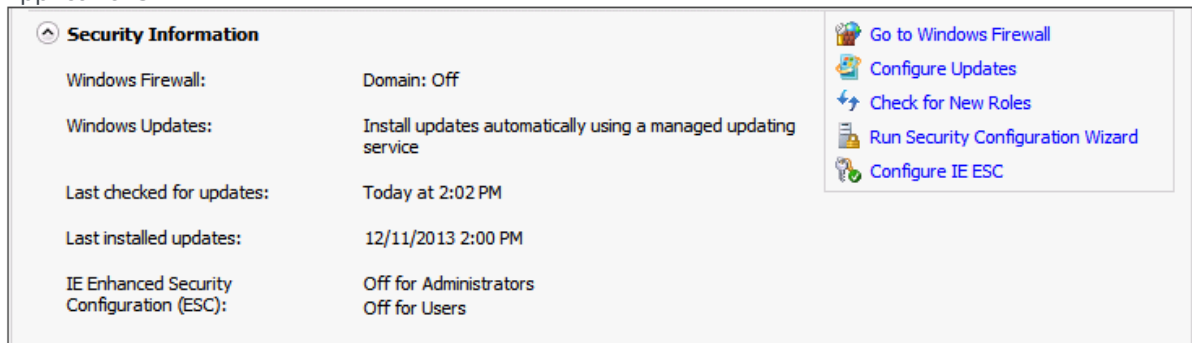 Security Information
Windows Firewall: Domain: Off
Windows Updates: Install updates automatically using a managed updating
service
Last checked for updates: Today at 2:02 PM
Last installed updates: 12/11/2013 2:00 PM
IE Enhanced Security Off for Administrators
Configuration (ESC): Off for Users
Go to Windows Firewall
Configure Updates
Check for New Roles
Run Security Configuration Wizard
Configure IE ESC